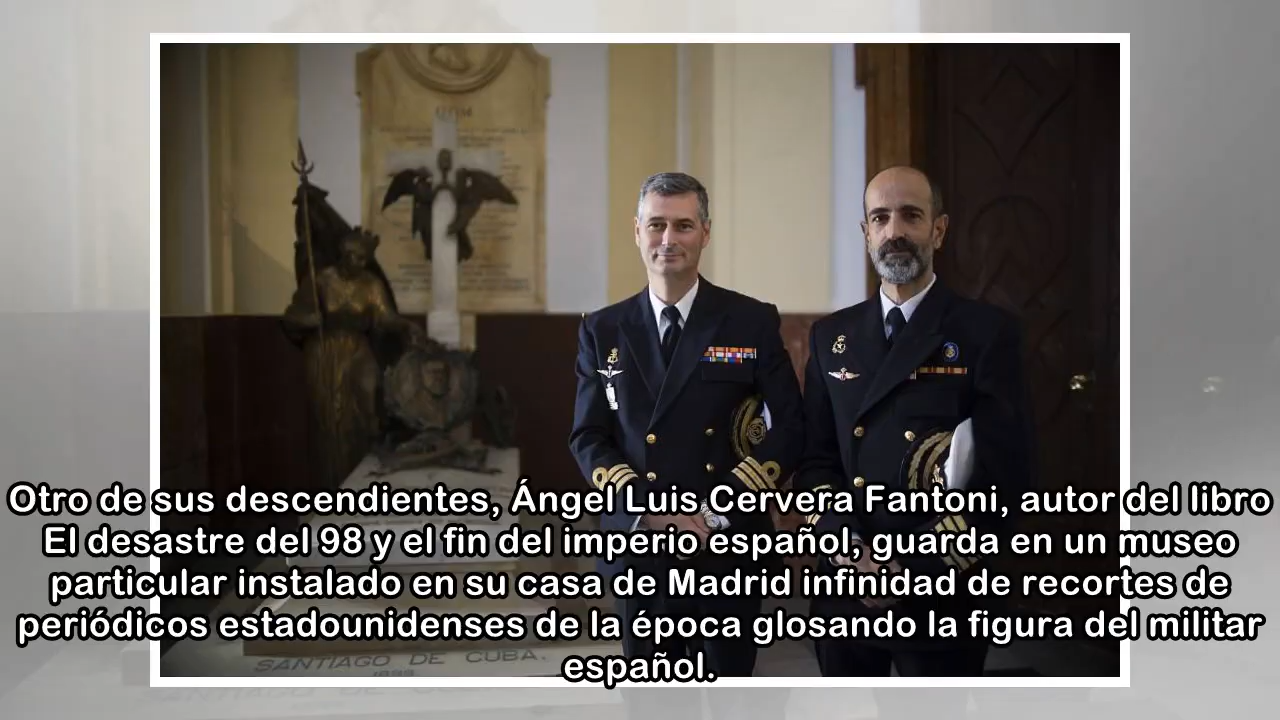 Otro de sus descendientes, Ángel Luis Cervera Fantoni, autor del libro
El desastre del 98 y el fin del imperio español, guarda en un museo
particular instalado en su casa de Madrid infinidad de recortes de
periódicos estadounidenses de la época glosando la figura del militar
español.
SANTIAGO DE CUBA.